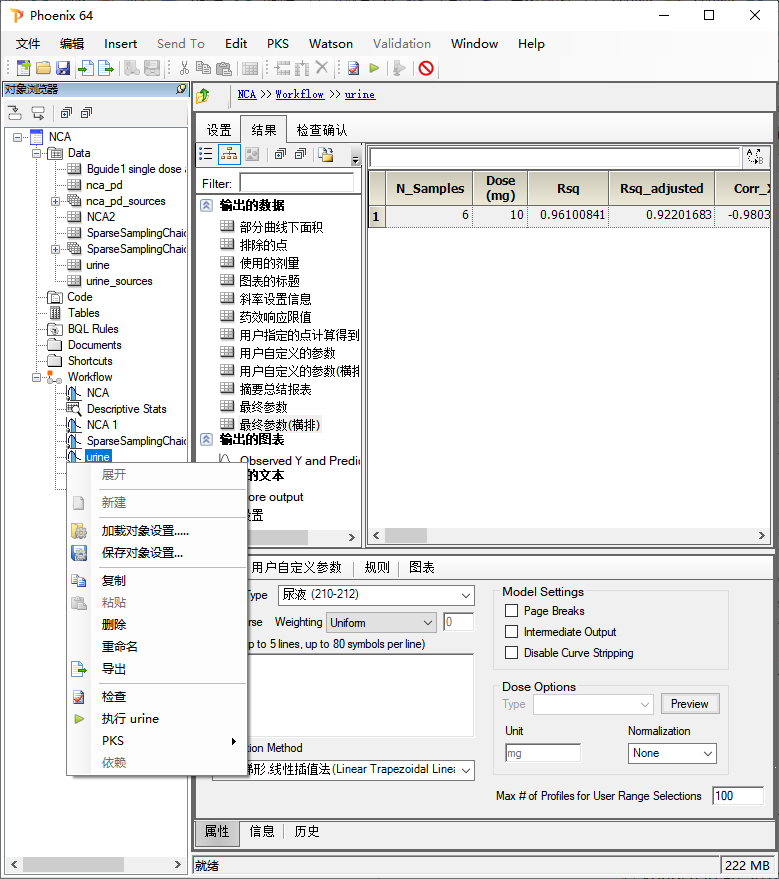 Phoenix 64
文件 编辑 Insert Send To Edit PKS Watson Validation Window Help
对象浏览器
NCA >> Workflow >> urine
设置 结果 检查确认
NCA
Data
Bguide1 single dose
nca_pd
nca_pd_sources
NCA2
SparseSamplingChaic
SparseSamplingChaic
urine
urine_sources
Code
Tables
BQL Rules
Documents
Shortcuts
Workflow
NCA
Descriptive Stats
NCA 1
SparseSamplingChaic
urine
展开
新建
加载对象设置.....
保存对象设置...
复制
粘贴
删除
重命名
导出
检查
执行 urine
PKS
依赖
Filter:
输出的数据
部分曲线下面积
排除的点
使用的剂量
图表的标题
斜率设置信息
药效响应限值
用户指定的点计算得到
用户自定义的参数
用户自定义的参数(横排
摘要总结报表
最终参数
最终参数(横排)
输出的图表
Observed Y and Predic
的文本
ore output
置
N_Samples Dose (mg) Rsq Rsq_adjusted Corr_X
1 6 10 0.96100841 0.92201683 -0.9803
用户自定义参数 规则 图表
ype 尿液 (210-212)
rse Weighting Uniform 0
p to 5 lines, up to 80 symbols per line)
tion Method
梯形.线性插值法(Linear Trapezoidal Linea
Model Settings
Page Breaks
Intermediate Output
Disable Curve Stripping
Dose Options
Type Preview
Unit Normalization
mg None
Max # of Profiles for User Range Selections 100
属性 信息 历史
就绪 222 MB